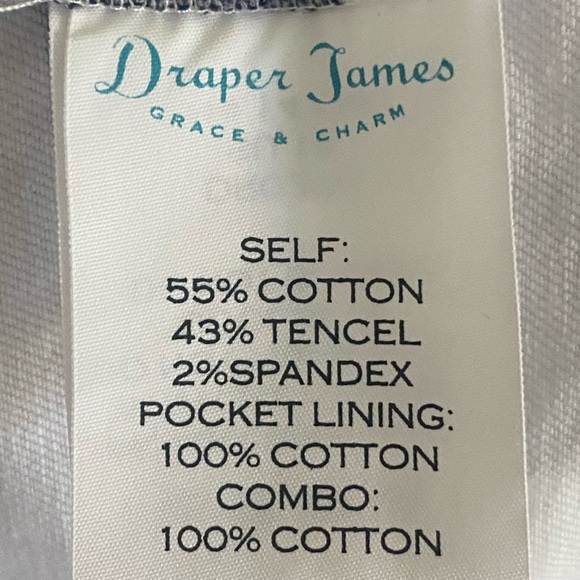 Draper James
GRACE & CHARM
SELF:
55% COTTON
43% TENCEL
2%SPANDEX
POCKET LINING:
100% COTTON
COMBO:
100% COTTON